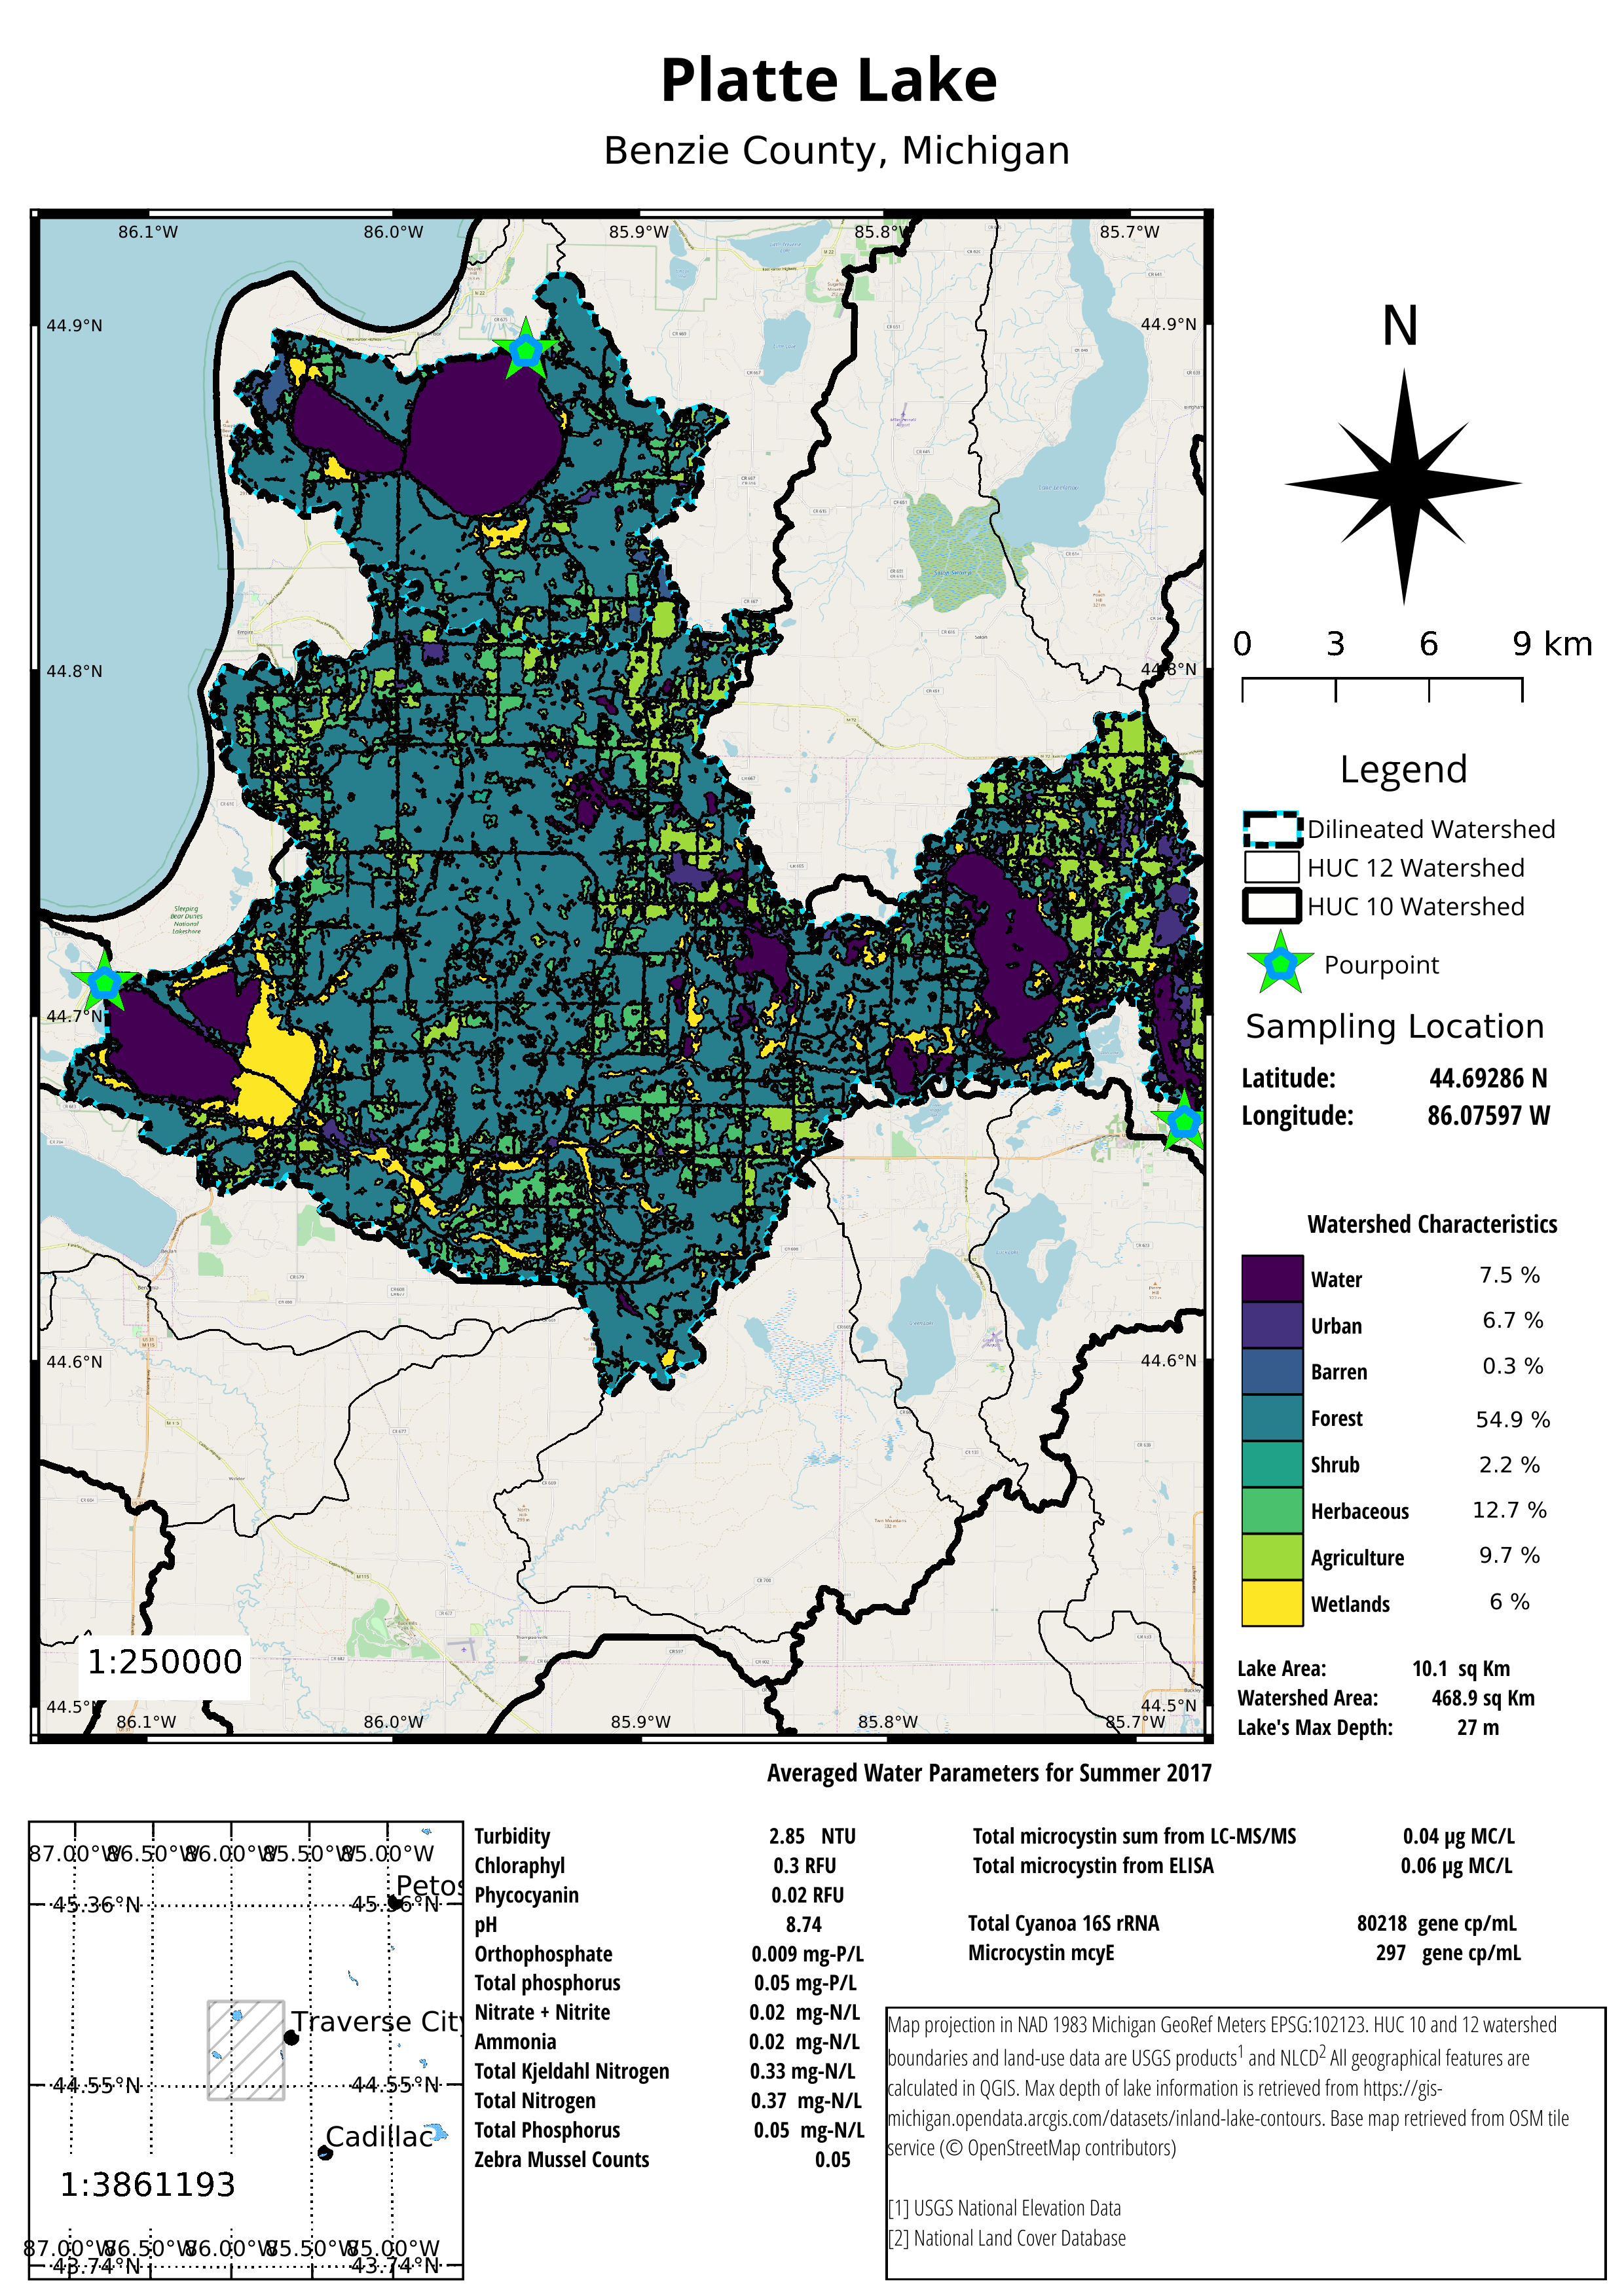 Platte Lake
Benzie County, Michigan
86.1°W 86.0°W 85.9°W 85.8°W 85.7°W
44.9°N 44.9°N
44.8°N 44.8°N
44.7°N
44.6°N 44.6°N
44.5°N 44.5°N
86.1°W 86.0°W 85.9°W 85.8°W 85.7°W
Sleeping
Bear Dunes
National
Lakeshore
Empire
1:250000
N
0 3 6 9 km
Legend
Dilineated Watershed
HUC 12 Watershed
HUC 10 Watershed
Pourpoint
Sampling Location
Latitude: 44.69286 N
Longitude: 86.07597 W
Watershed Characteristics
Water 7.5 %
Urban 6.7 %
Barren 0.3 %
Forest 54.9 %
Shrub 2.2 %
Herbaceous 12.7 %
Agriculture 9.7 %
Wetlands 6 %
Lake Area: 10.1 sq Km
Watershed Area: 468.9 sq Km
Lake's Max Depth: 27 m
Averaged Water Parameters for Summer 2017
Turbidity 2.85 NTU
Chloraphyl 0.3 RFU
Phycocyanin 0.02 RFU
pH 8.74
Orthophosphate 0.009 mg-P/L
Total phosphorus 0.05 mg-P/L
Nitrate + Nitrite 0.02 mg-N/L
Ammonia 0.02 mg-N/L
Total Kjeldahl Nitrogen 0.33 mg-N/L
Total Nitrogen 0.37 mg-N/L
Total Phosphorus 0.05 mg-N/L
Zebra Mussel Counts 0.05
Total microcystin sum from LC-MS/MS 0.04 µg MC/L
Total microcystin from ELISA 0.06 µg MC/L
Total Cyanoa 16S rRNA 80218 gene cp/mL
Microcystin mcyE 297 gene cp/mL
87.00°W 86.50°W 86.00°W 85.50°W 85.00°W
Petos
45.36°N 45.36°N
Traverse City
44.55°N 44.55°N
Cadillac
1:3861193
87.00°W 86.50°W 86.00°W 85.50°W 85.00°W
43.74°N 43.74°N
Map projection in NAD 1983 Michigan GeoRef Meters EPSG:102123. HUC 10 and 12 watershed
boundaries and land-use data are USGS products1 and NLCD2 All geographical features are
calculated in QGIS. Max depth of lake information is retrieved from https://gis-
michigan.opendata.arcgis.com/datasets/inland-lake-contours. Base map retrieved from OSM tile
service (© OpenStreetMap contributors)
[1] USGS National Elevation Data
[2] National Land Cover Database